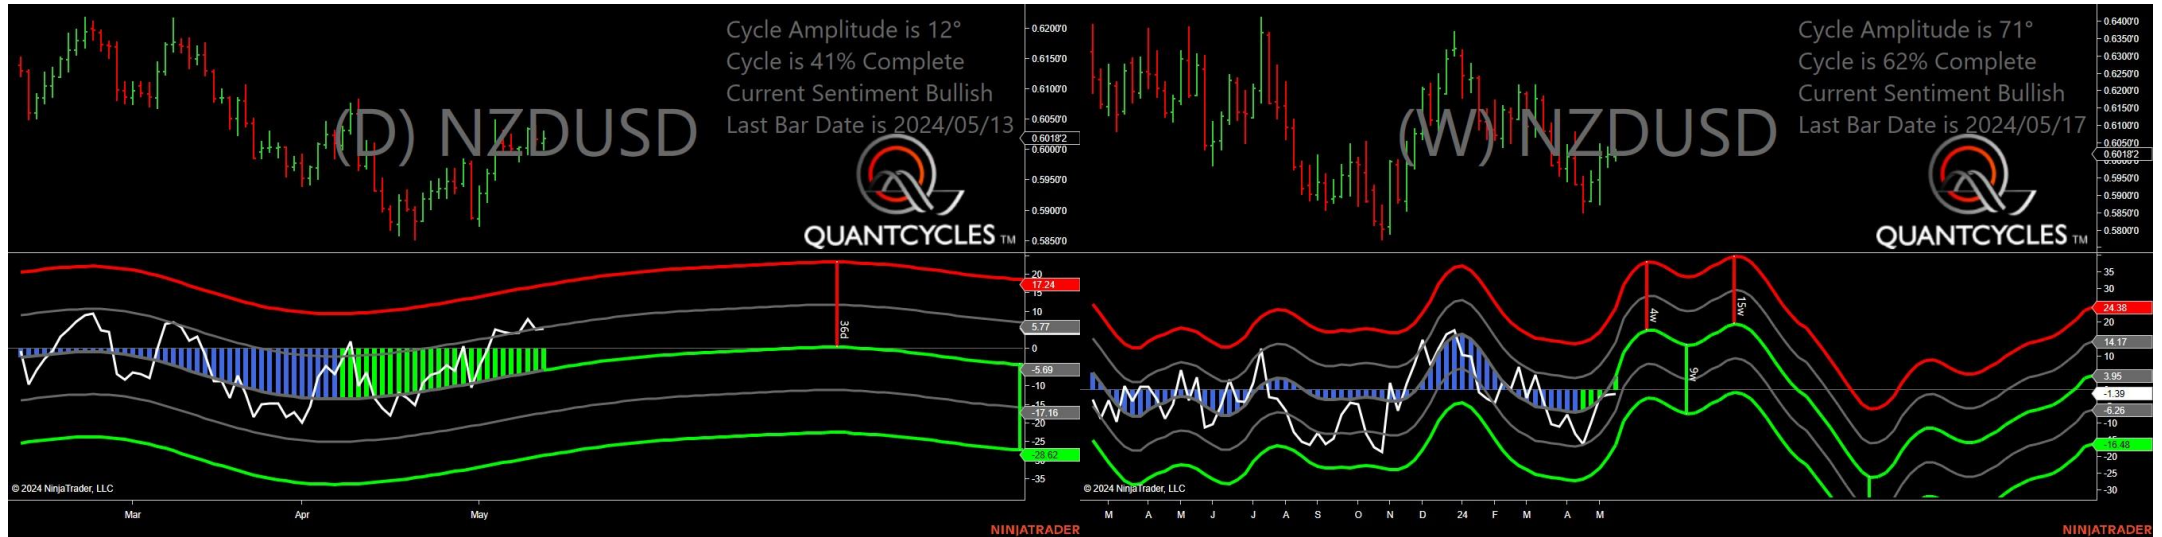 Cycle Amplitude is 12°
Cycle is 41% Complete
Current Sentiment Bullish
Last Bar Date is 2024/05/13
(D) NZDUSD
QUANTCYCLES TM
0.6200'0
0.6150'0
0.6100'0
0.6050'0
0.6018'2
0.6000'0
0.5950'0
0.5900'0
0.5850'0
20
17.24
15
10
5.77
0
-5.69
-10
-15
-17.16
-20
-25
-28.62
-35
36d
© 2024 NinjaTrader, LLC
Mar Apr May
NINJATRADER
Cycle Amplitude is 71°
Cycle is 62% Complete
Current Sentiment Bullish
Last Bar Date is 2024/05/17
(W) NZDUSD
QUANTCYCLES TM
0.6400'0
0.6350'0
0.6300'0
0.6250'0
0.6200'0
0.6150'0
0.6100'0
0.6050'0
0.6018'2
0.5950'0
0.5900'0
0.5850'0
0.5800'0
35
30
24.38
20
14.17
10
3.95
-1.39
-6.26
-10
-16.48
-20
-25
-30
4w
9w
15w
© 2024 NinjaTrader, LLC
M A M J J A S O N D 24 F M A M
NINJATRADER